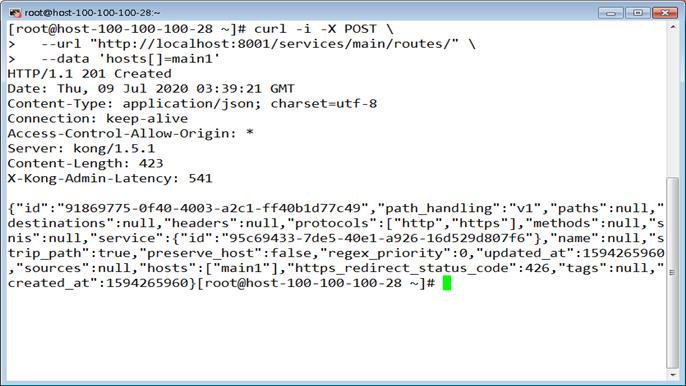 root@host-100-100-100-28:~
[root@host-100-100-100-28 ~]# curl -i -X POST \
>   --url "http://localhost:8001/services/main/routes/" \
>   --data 'hosts[]=main1'
HTTP/1.1 201 Created
Date: Thu, 09 Jul 2020 03:39:21 GMT
Content-Type: application/json; charset=utf-8
Connection: keep-alive
Access-Control-Allow-Origin: *
Server: kong/1.5.1
Content-Length: 423
X-Kong-Admin-Latency: 541
{"id":"91869775-0f40-4003-a2c1-ff40b1d77c49","path_handling":"v1","paths":null,"
destinations":null,"headers":null,"protocols":["http","https"],"methods":null,"s
nis":null,"service":{"id":"95c69433-7de5-40e1-a926-16d529d807f6"},"name":null,"s
trip_path":true,"preserve_host":false,"regex_priority":0,"updated_at":1594265960
,"sources":null,"hosts":["main1"],"https_redirect_status_code":426,"tags":null,"
created_at":1594265960}[root@host-100-100-100-28 ~]#